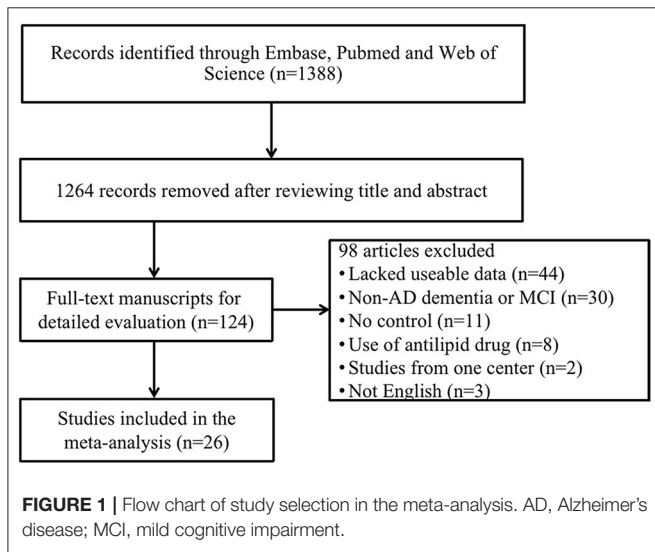 Records identified through Embase, Pubmed and Web of
Science (n=1388)
1264 records removed after reviewing title and abstract
Full-text manuscripts for
detailed evaluation (n=124)
98 articles excluded
•Lacked useable data (n=44)
•Non-AD dementia or MCI (n=30)
•No control (n=11)
•Use of antilipid drug (n=8)
•Studies from one center (n=2)
•Not English (n=3)
Studies included in the
meta-analysis (n=26)
FIGURE 1 | Flow chart of study selection in the meta-analysis. AD, Alzheimer's
disease; MCI, mild cognitive impairment.